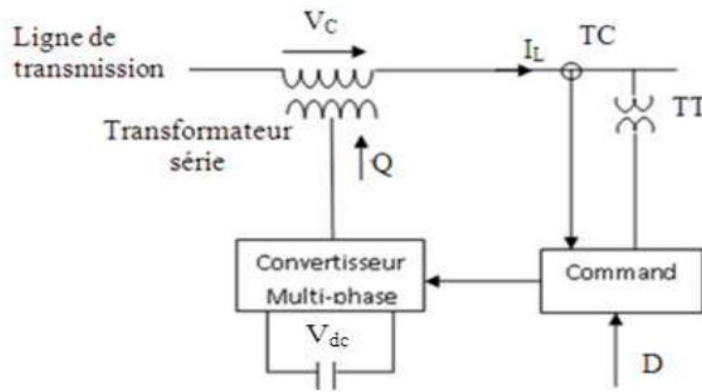 V_C
Ligne de
transmission
I_L
TC
TT
Transformateur
série
Q
Convertisseur
Multi-phase
Command
V_dc
D